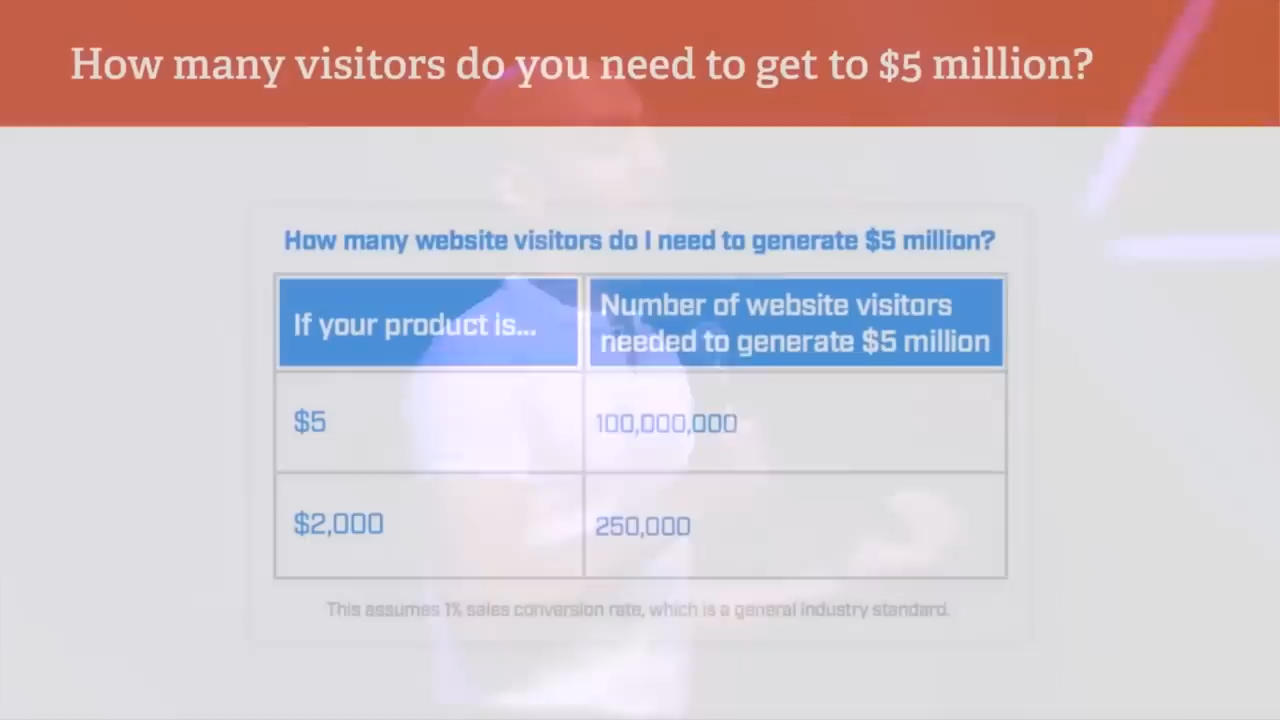 How many visitors do you need to get to $5 million?
How many website visitors do I need to generate $5 million?
If your product is...
Number of website visitors
needed to generate $5 million
$5
100,000,000
$2,000
250,000
This assumes 1% sales conversion rate, which is a general industry standard.